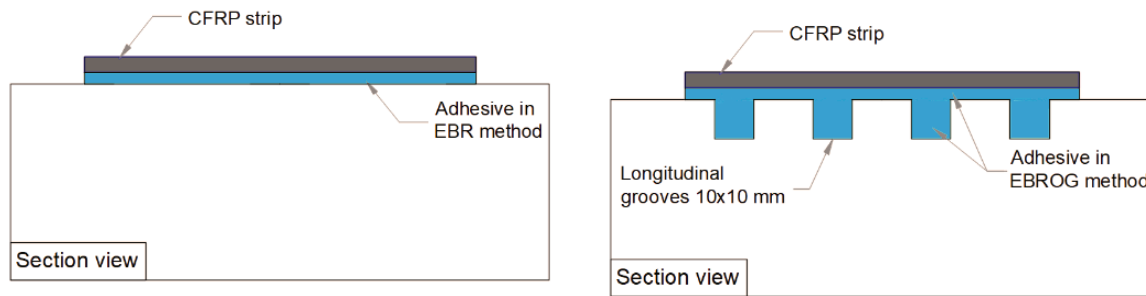 CFRP strip
Adhesive in
EBR method
Section view
CFRP strip
Longitudinal
grooves 10x10 mm
Adhesive in
EBROG method
Section view